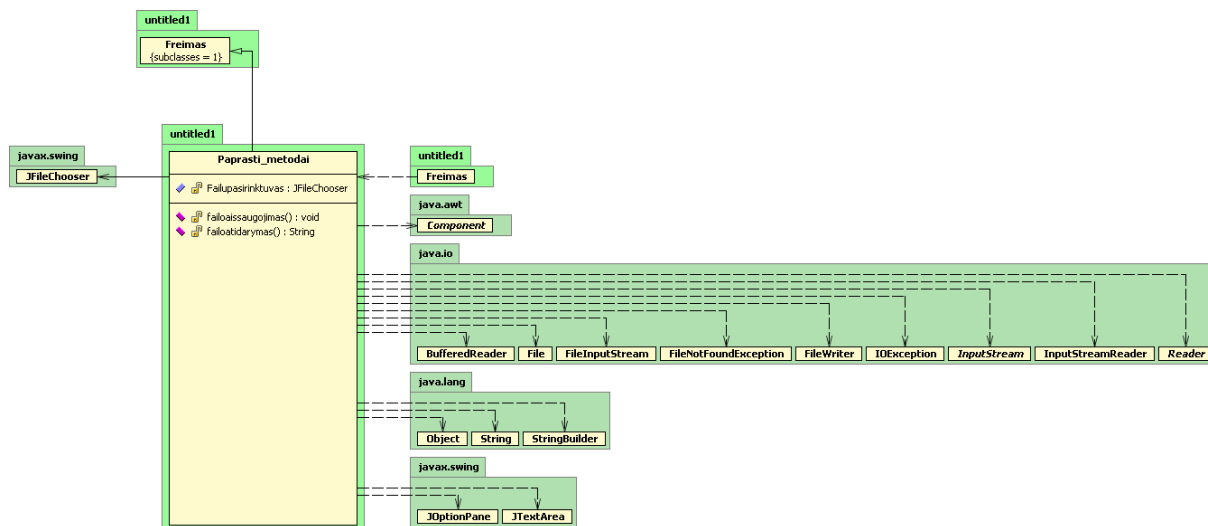 untitled1
Freimas
{subclasses = 1}
untitled1
javax.swing
JFileChooser
Paprasti_metodai
Failupasirinktuvas : JFileChooser
failoaissaugojimas() : void
failoatidarymas() : String
untitled1
Freimas
java.awt
Component
java.io
BufferedReader File FileInputStream FileNotFoundException FileWriter IOException InputStream InputStreamReader Reader
java.lang
Object String StringBuilder
javax.swing
JOptionPane JTextArea